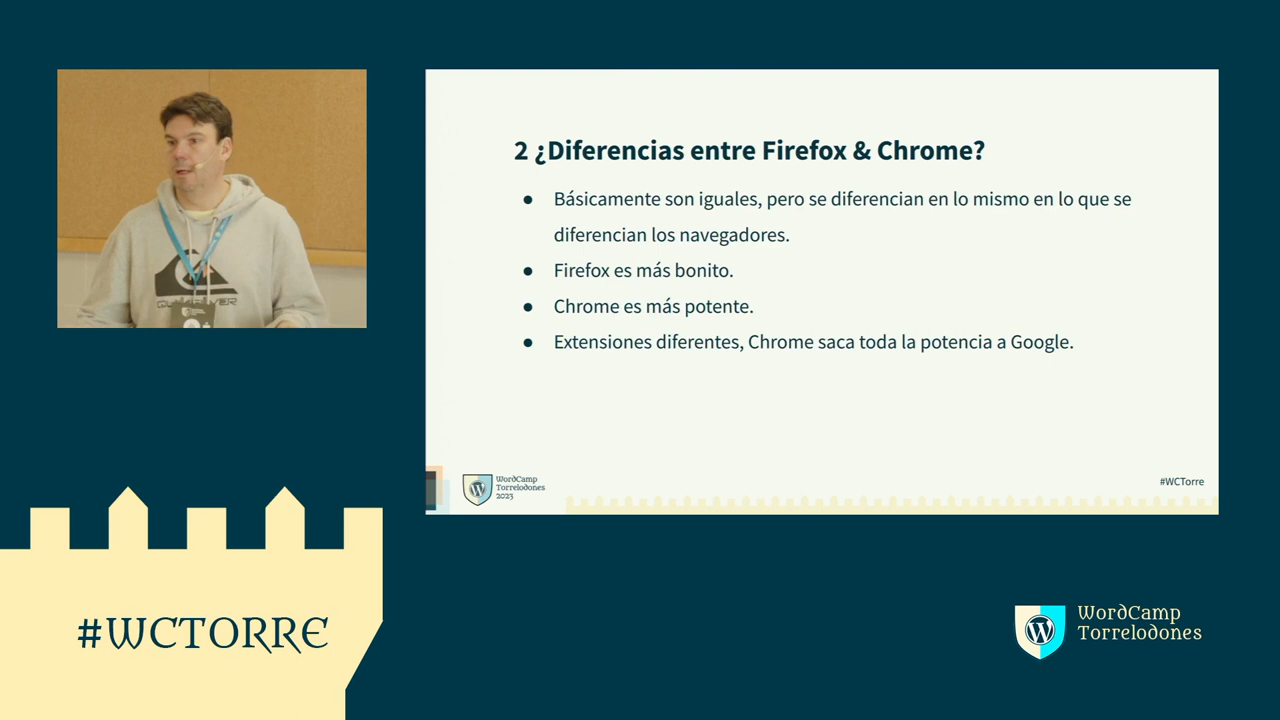 2 ¿Diferencias entre Firefox & Chrome?
● Básicamente son iguales, pero se diferencian en lo mismo en lo que se
diferencian los navegadores.
● Firefox es más bonito.
● Chrome es más potente.
● Extensiones diferentes, Chrome saca toda la potencia a Google.
WordCamp
Torrelodones
2023
#WCTorre
#WCTORRE
WordCamp
Torrelodones